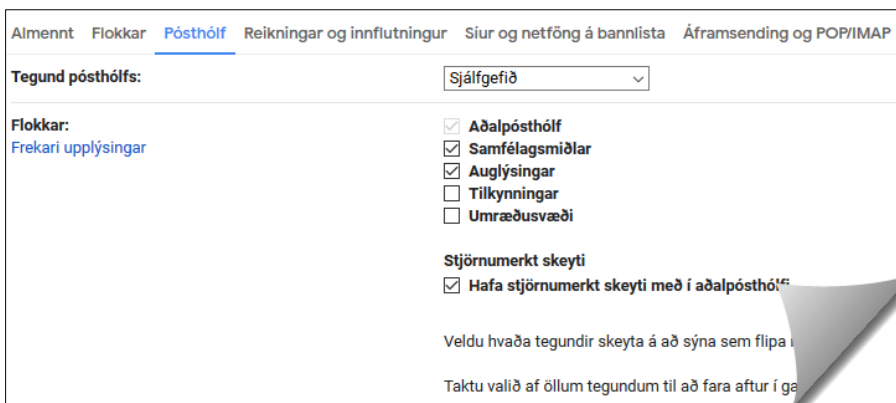 Almennt Flokkar Pósthólf Reikningar og innflutningur Síur og netföng á bannlista Áframsending og POP/IMAP
Tegund pósthólfs: Sjálfgefið
Flokkar: Aðalpósthólf
Frekari upplýsingar Samfélagsmiðlar
Auglýsingar
Tilkynningar
Umræðusvæði
Stjörnumerkt skeyti
Hafa stjörnumerkt skeyti með í aðalpósthólfi
Veldu hvaða tegundir skeyta á að sýna sem flipa
Taktu valið af öllum tegundum til að fara aftur í